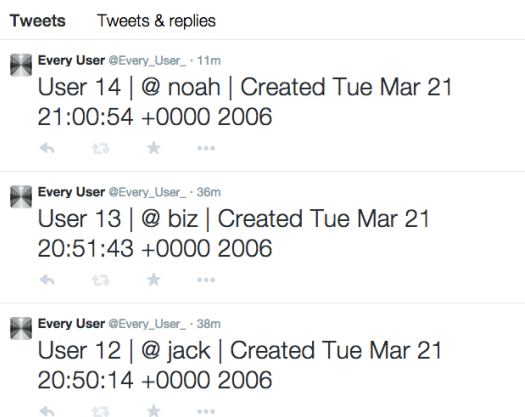 Tweets Tweets & replies
Every User @Every_User_ · 11m
User 14 | @ noah | Created Tue Mar 21
21:00:54 +0000 2006
Every User @Every_User_ · 36m
User 13 | @ biz | Created Tue Mar 21
20:51:43 +0000 2006
Every User @Every_User_ · 38m
User 12 | @ jack | Created Tue Mar 21
20:50:14 +0000 2006